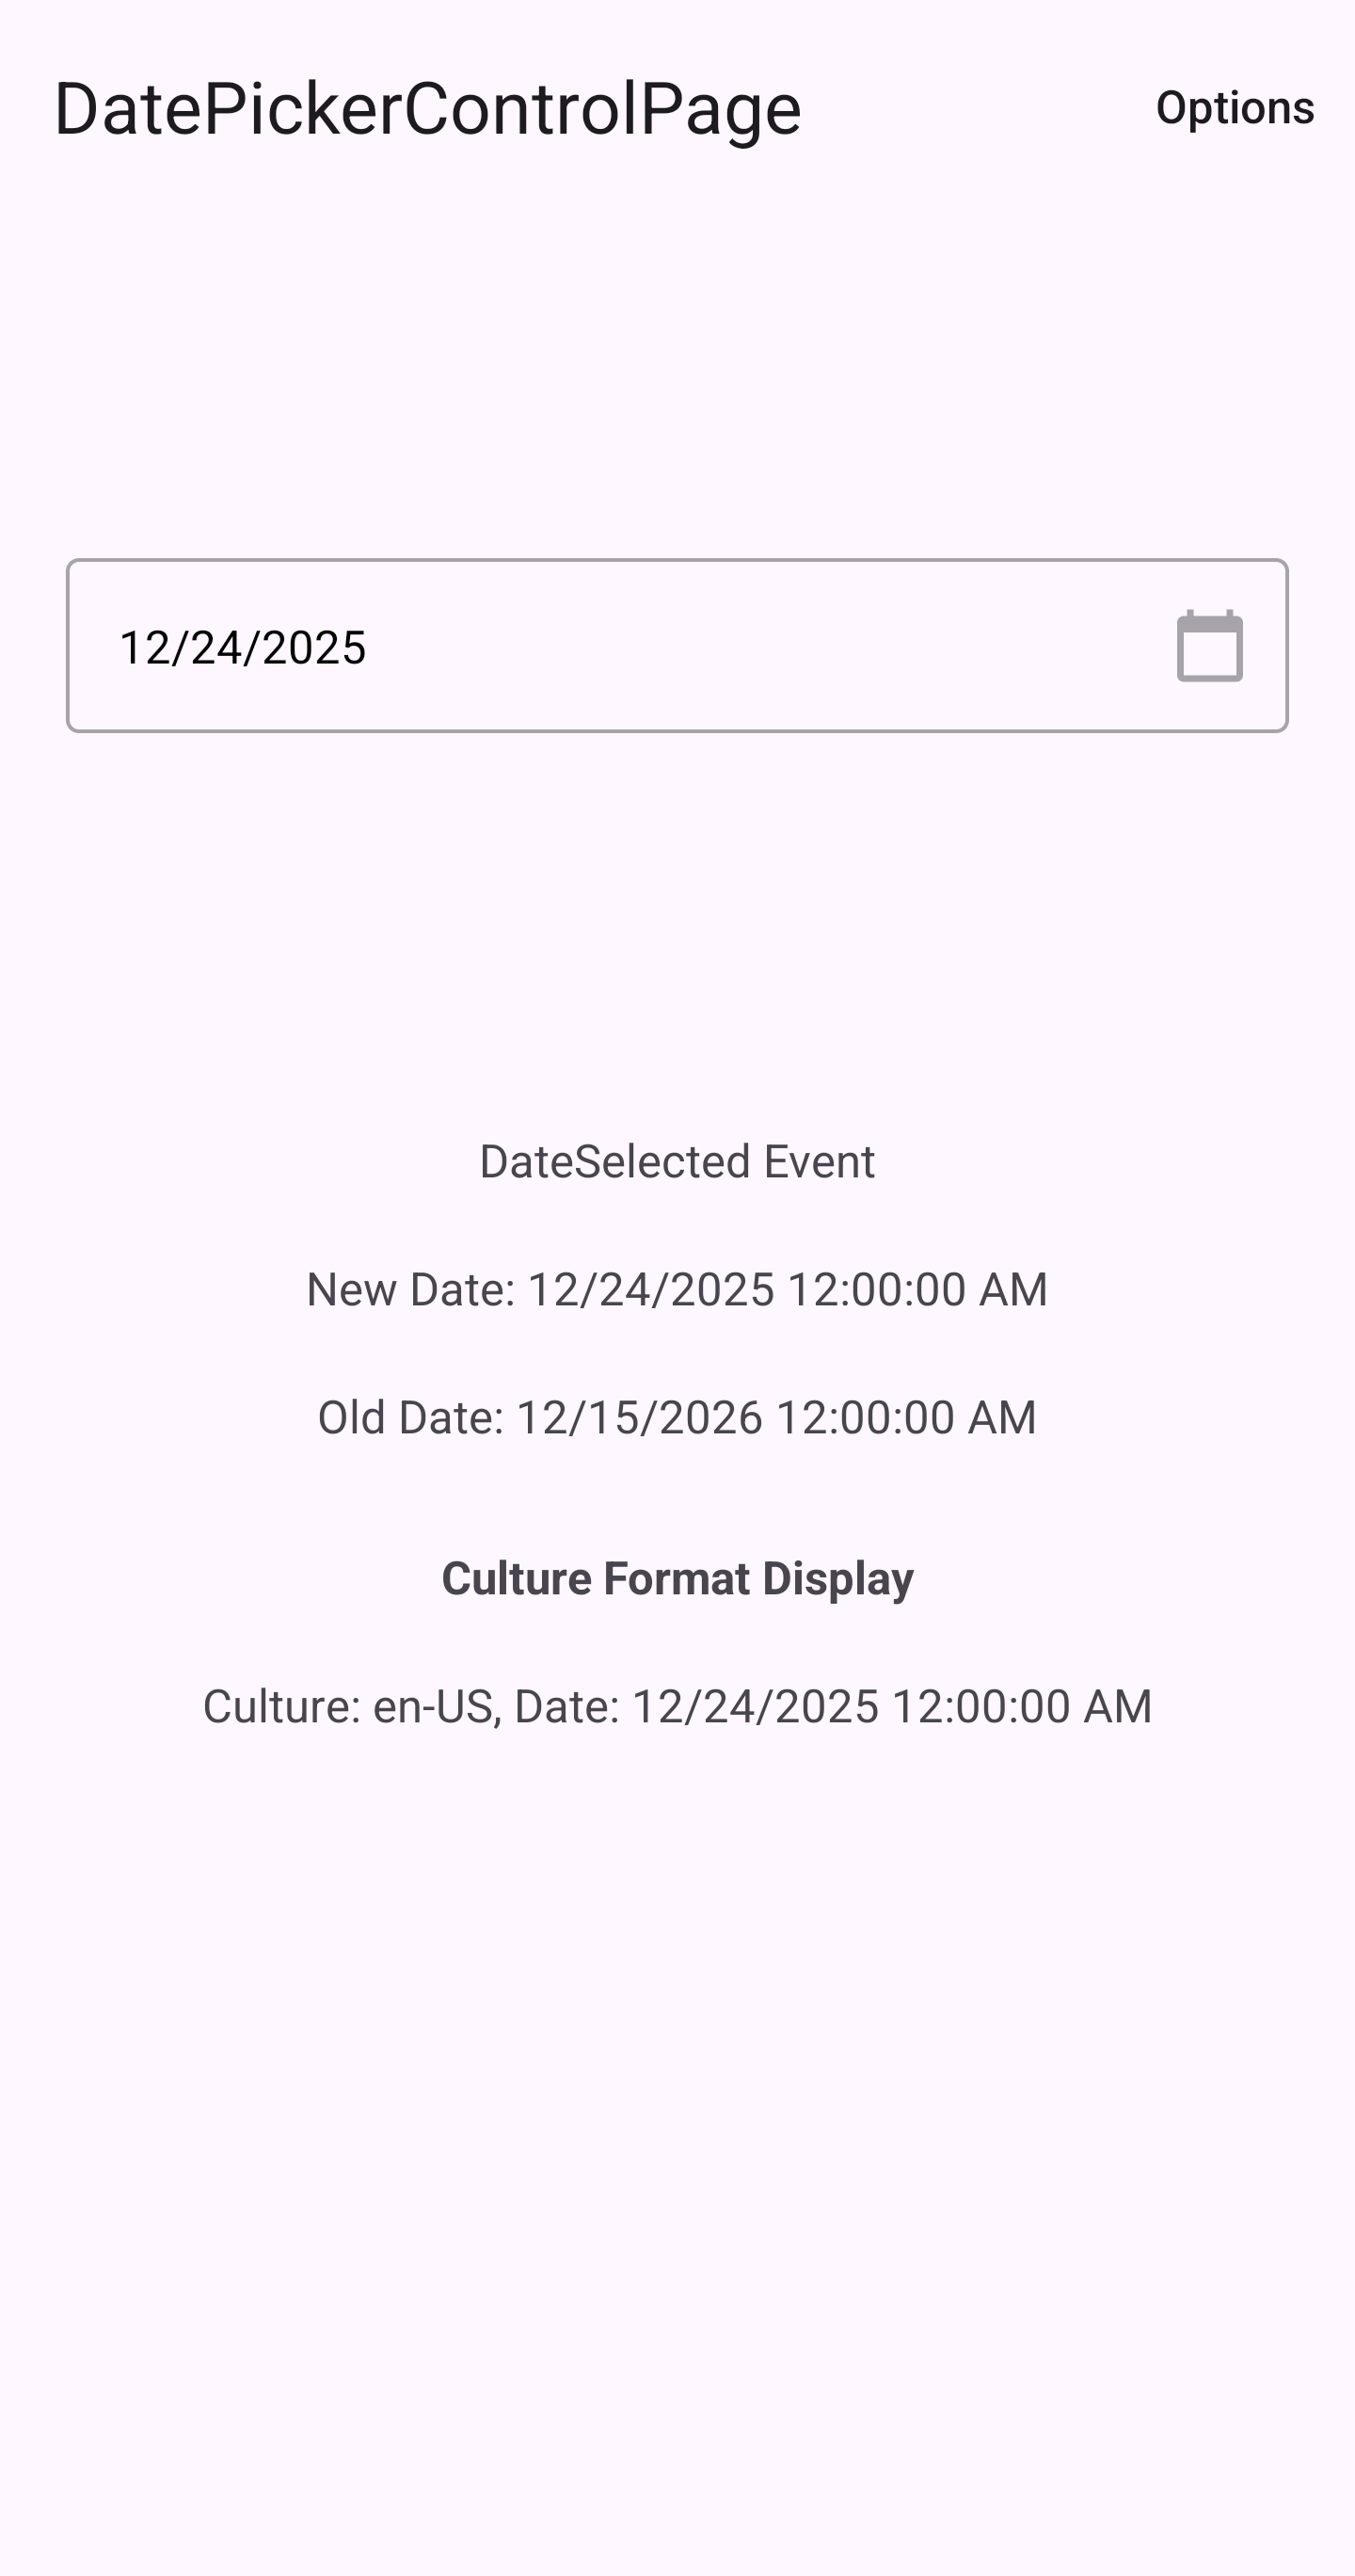 DatePickerControlPage
Options
12/24/2025
DateSelected Event
New Date: 12/24/2025 12:00:00 AM
Old Date: 12/15/2026 12:00:00 AM
Culture Format Display
Culture: en-US, Date: 12/24/2025 12:00:00 AM